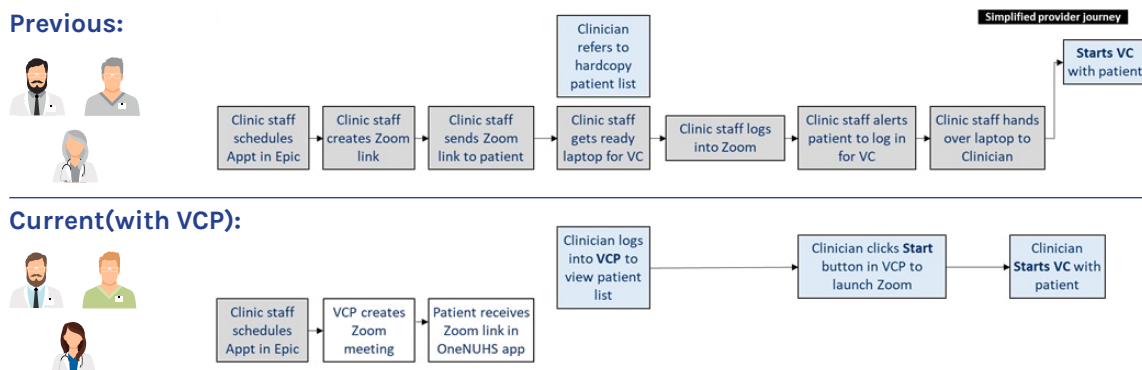 Previous:
Simplified provider journey
Clinician
refers to
hardcopy
patient list
Starts VC
with patient
Clinic staff
schedules
Appt in Epic
Clinic staff
creates Zoom
link
Clinic staff
sends Zoom
link to patient
Clinic staff
gets ready
laptop for VC
Clinic staff logs
into Zoom
Clinic staff alerts
patient to log in
for VC
Clinic staff hands
over laptop to
Clinician
Current(with VCP):
Clinician logs
into VCP to
view patient
list
Clinician clicks Start
button in VCP to
launch Zoom
Clinician
Starts VC with
patient
Clinic staff
schedules
Appt in Epic
VCP creates
Zoom
meeting
Patient receives
Zoom link in
OneNUHS app